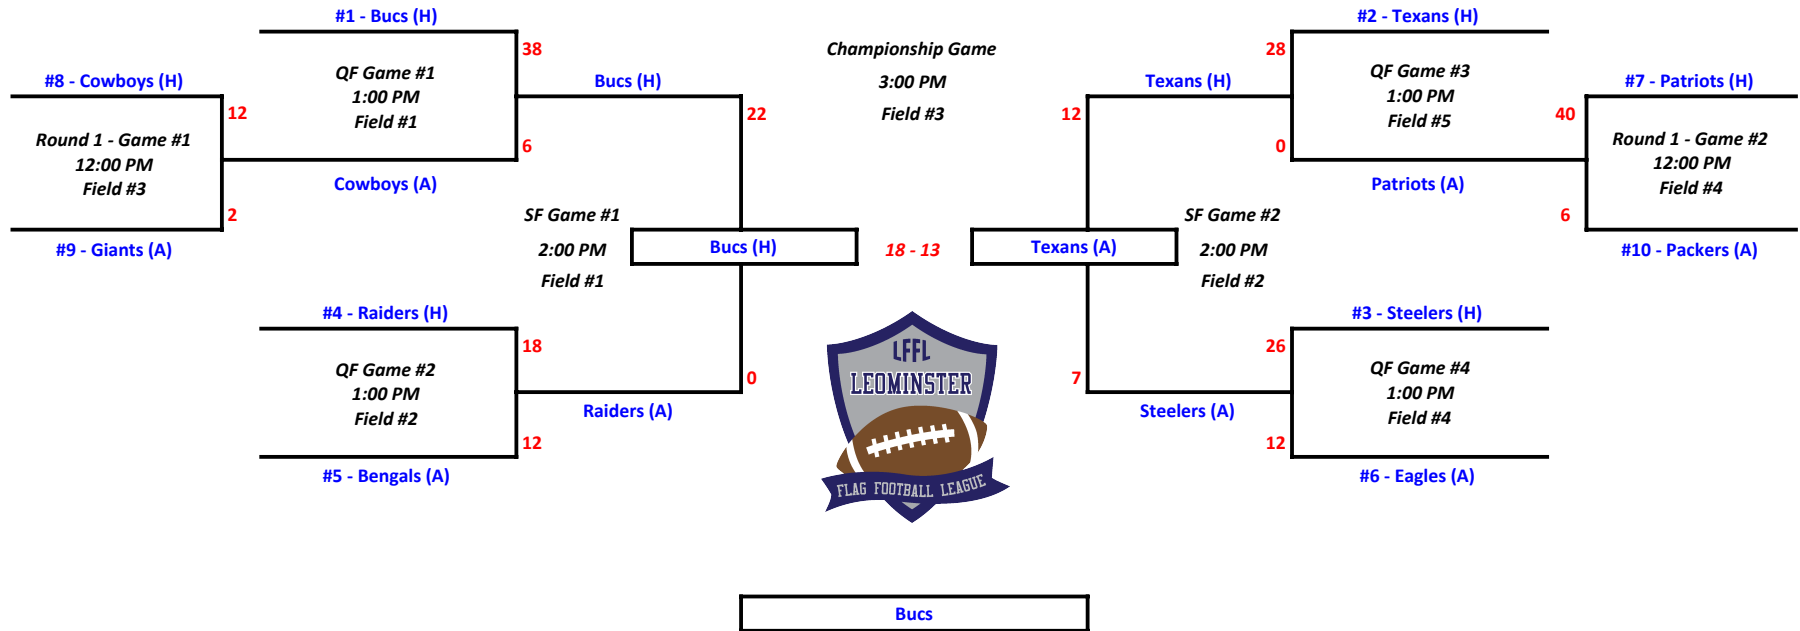 #1 - Bucs (H)
38
#8 - Cowboys (H)
QF Game #1
1:00 PM
Field #1
Bucs (H)
12
22
Round 1 - Game #1
12:00 PM
Field #3
6
Cowboys (A)
2
#9 - Giants (A)
SF Game #1
2:00 PM
Field #1
Bucs (H)
#4 - Raiders (H)
18
QF Game #2
1:00 PM
Field #2
0
Raiders (A)
12
#5 - Bengals (A)
Championship Game
3:00 PM
Field #3
18 - 13
LFFL
LEOMINSTER
FLAG FOOTBALL LEAGUE
#2 - Texans (H)
28
QF Game #3
1:00 PM
Field #5
Texans (H)
#7 - Patriots (H)
12
40
0
Round 1 - Game #2
12:00 PM
Field #4
Patriots (A)
6
#10 - Packers (A)
SF Game #2
2:00 PM
Field #2
Texans (A)
#3 - Steelers (H)
26
QF Game #4
1:00 PM
Field #4
7
Steelers (A)
12
#6 - Eagles (A)
Bucs